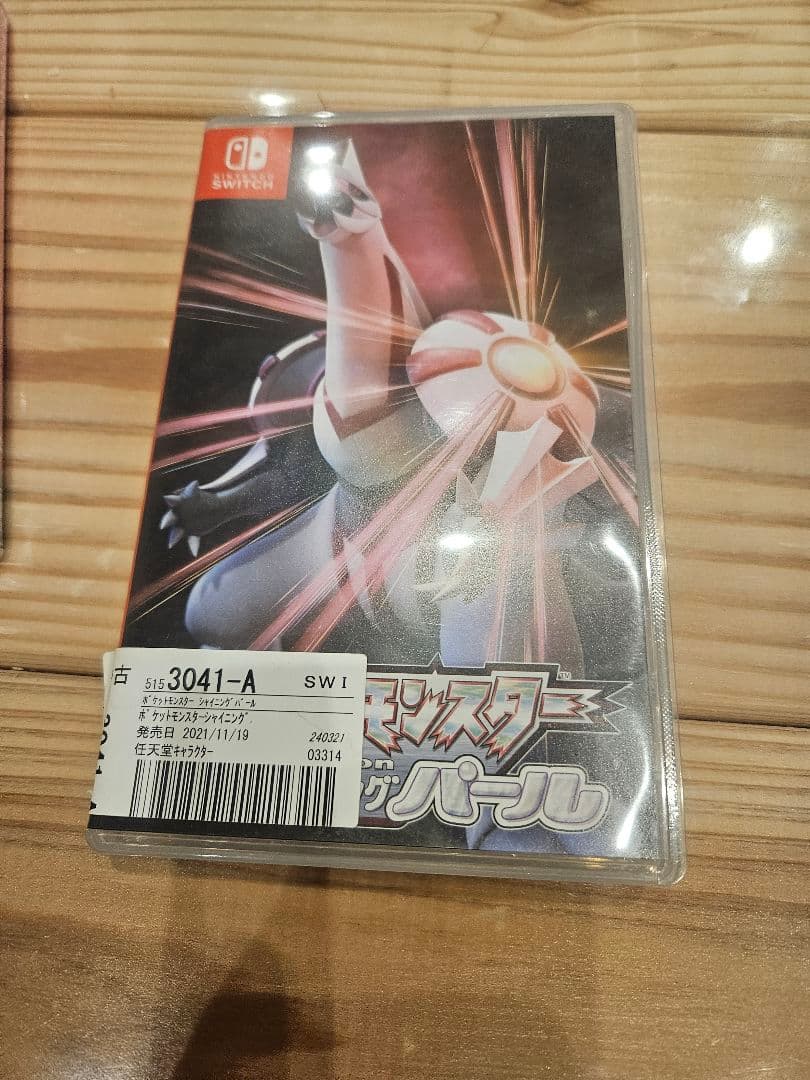 NINTENDO
SWITCH
古
515 3041-A SWI
ﾎﾟｹｯﾄﾓﾝｽﾀｰ ｼｬｲﾆﾝｸﾞﾊﾟｰﾙ
ﾎﾟｹｯﾄﾓﾝｽﾀｰｼｬｲﾆﾝｸﾞ
発売日 2021/11/19 240321
任天堂ｷｬﾗｸﾀｰ 03314
モンスター
TM
on
グパール